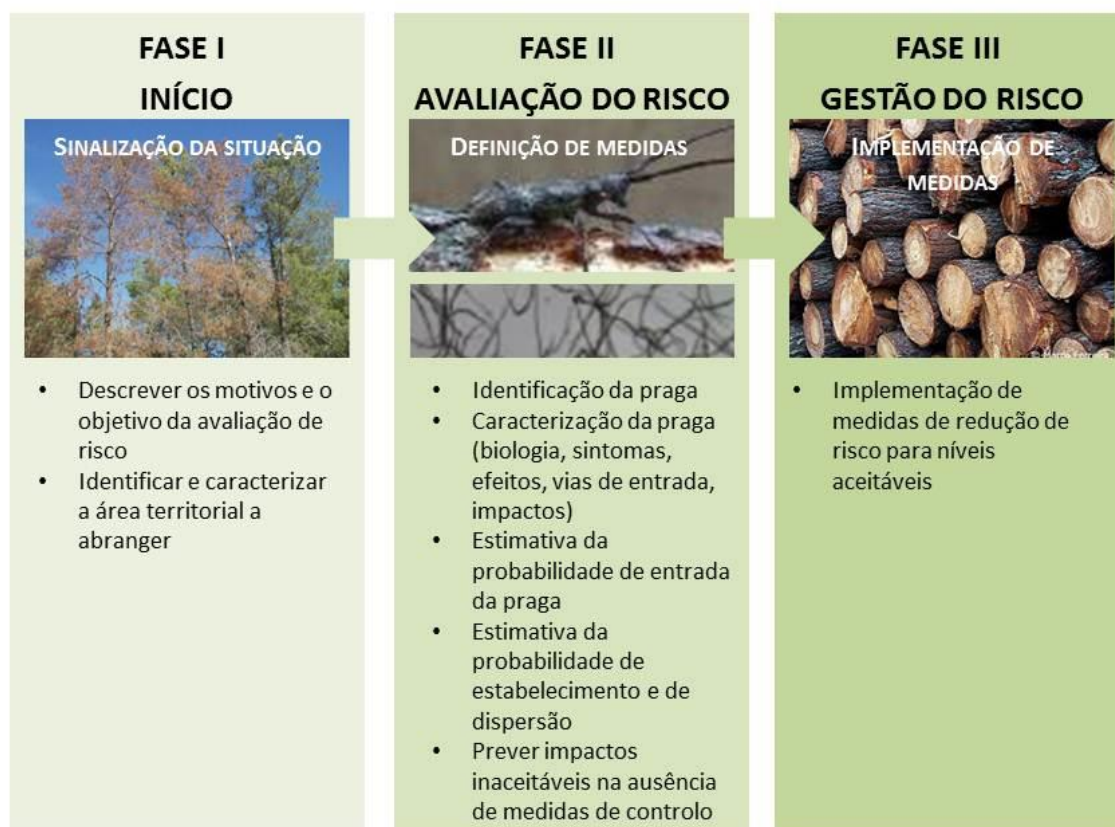 FASE I
INÍCIO
SINALIZAÇÃO DA SITUAÇÃO
• Descrever os motivos e o
objetivo da avaliação de
risco
• Identificar e caracterizar
a área territorial a
abranger
FASE II
AVALIAÇÃO DO RISCO
DEFINIÇÃO DE MEDIDAS
• Identificação da praga
• Caracterização da praga
(biologia, sintomas,
efeitos, vias de entrada,
impactos)
• Estimativa da
probabilidade de entrada
da praga
• Estimativa da
probabilidade de
estabelecimento e de
dispersão
• Prever impactos
inaceitáveis na ausência
de medidas de controlo
FASE III
GESTÃO DO RISCO
IMPLEMENTAÇÃO DE
MEDIDAS
• Implementação de
medidas de redução de
risco para níveis
aceitáveis